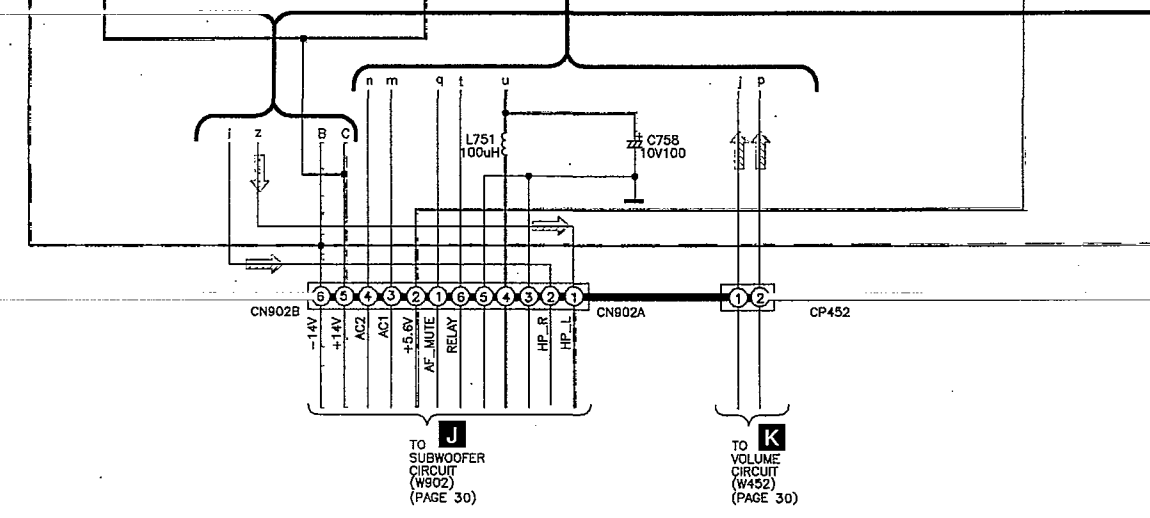 n m q t u j p
i z B C
L751
100uH
C758
10V100
6 5 4 3 2 1 6 5 4 3 2 1
1 2
CN902B
CN902A
CP452
-14V
+14V
AC2
AC1
+5.6V
AF_MUTE
RELAY
HP_R
HP_L
J
TO
SUBWOOFER
CIRCUIT
(W902)
(PAGE 30)
K
TO
VOLUME
CIRCUIT
(W452)
(PAGE 30)